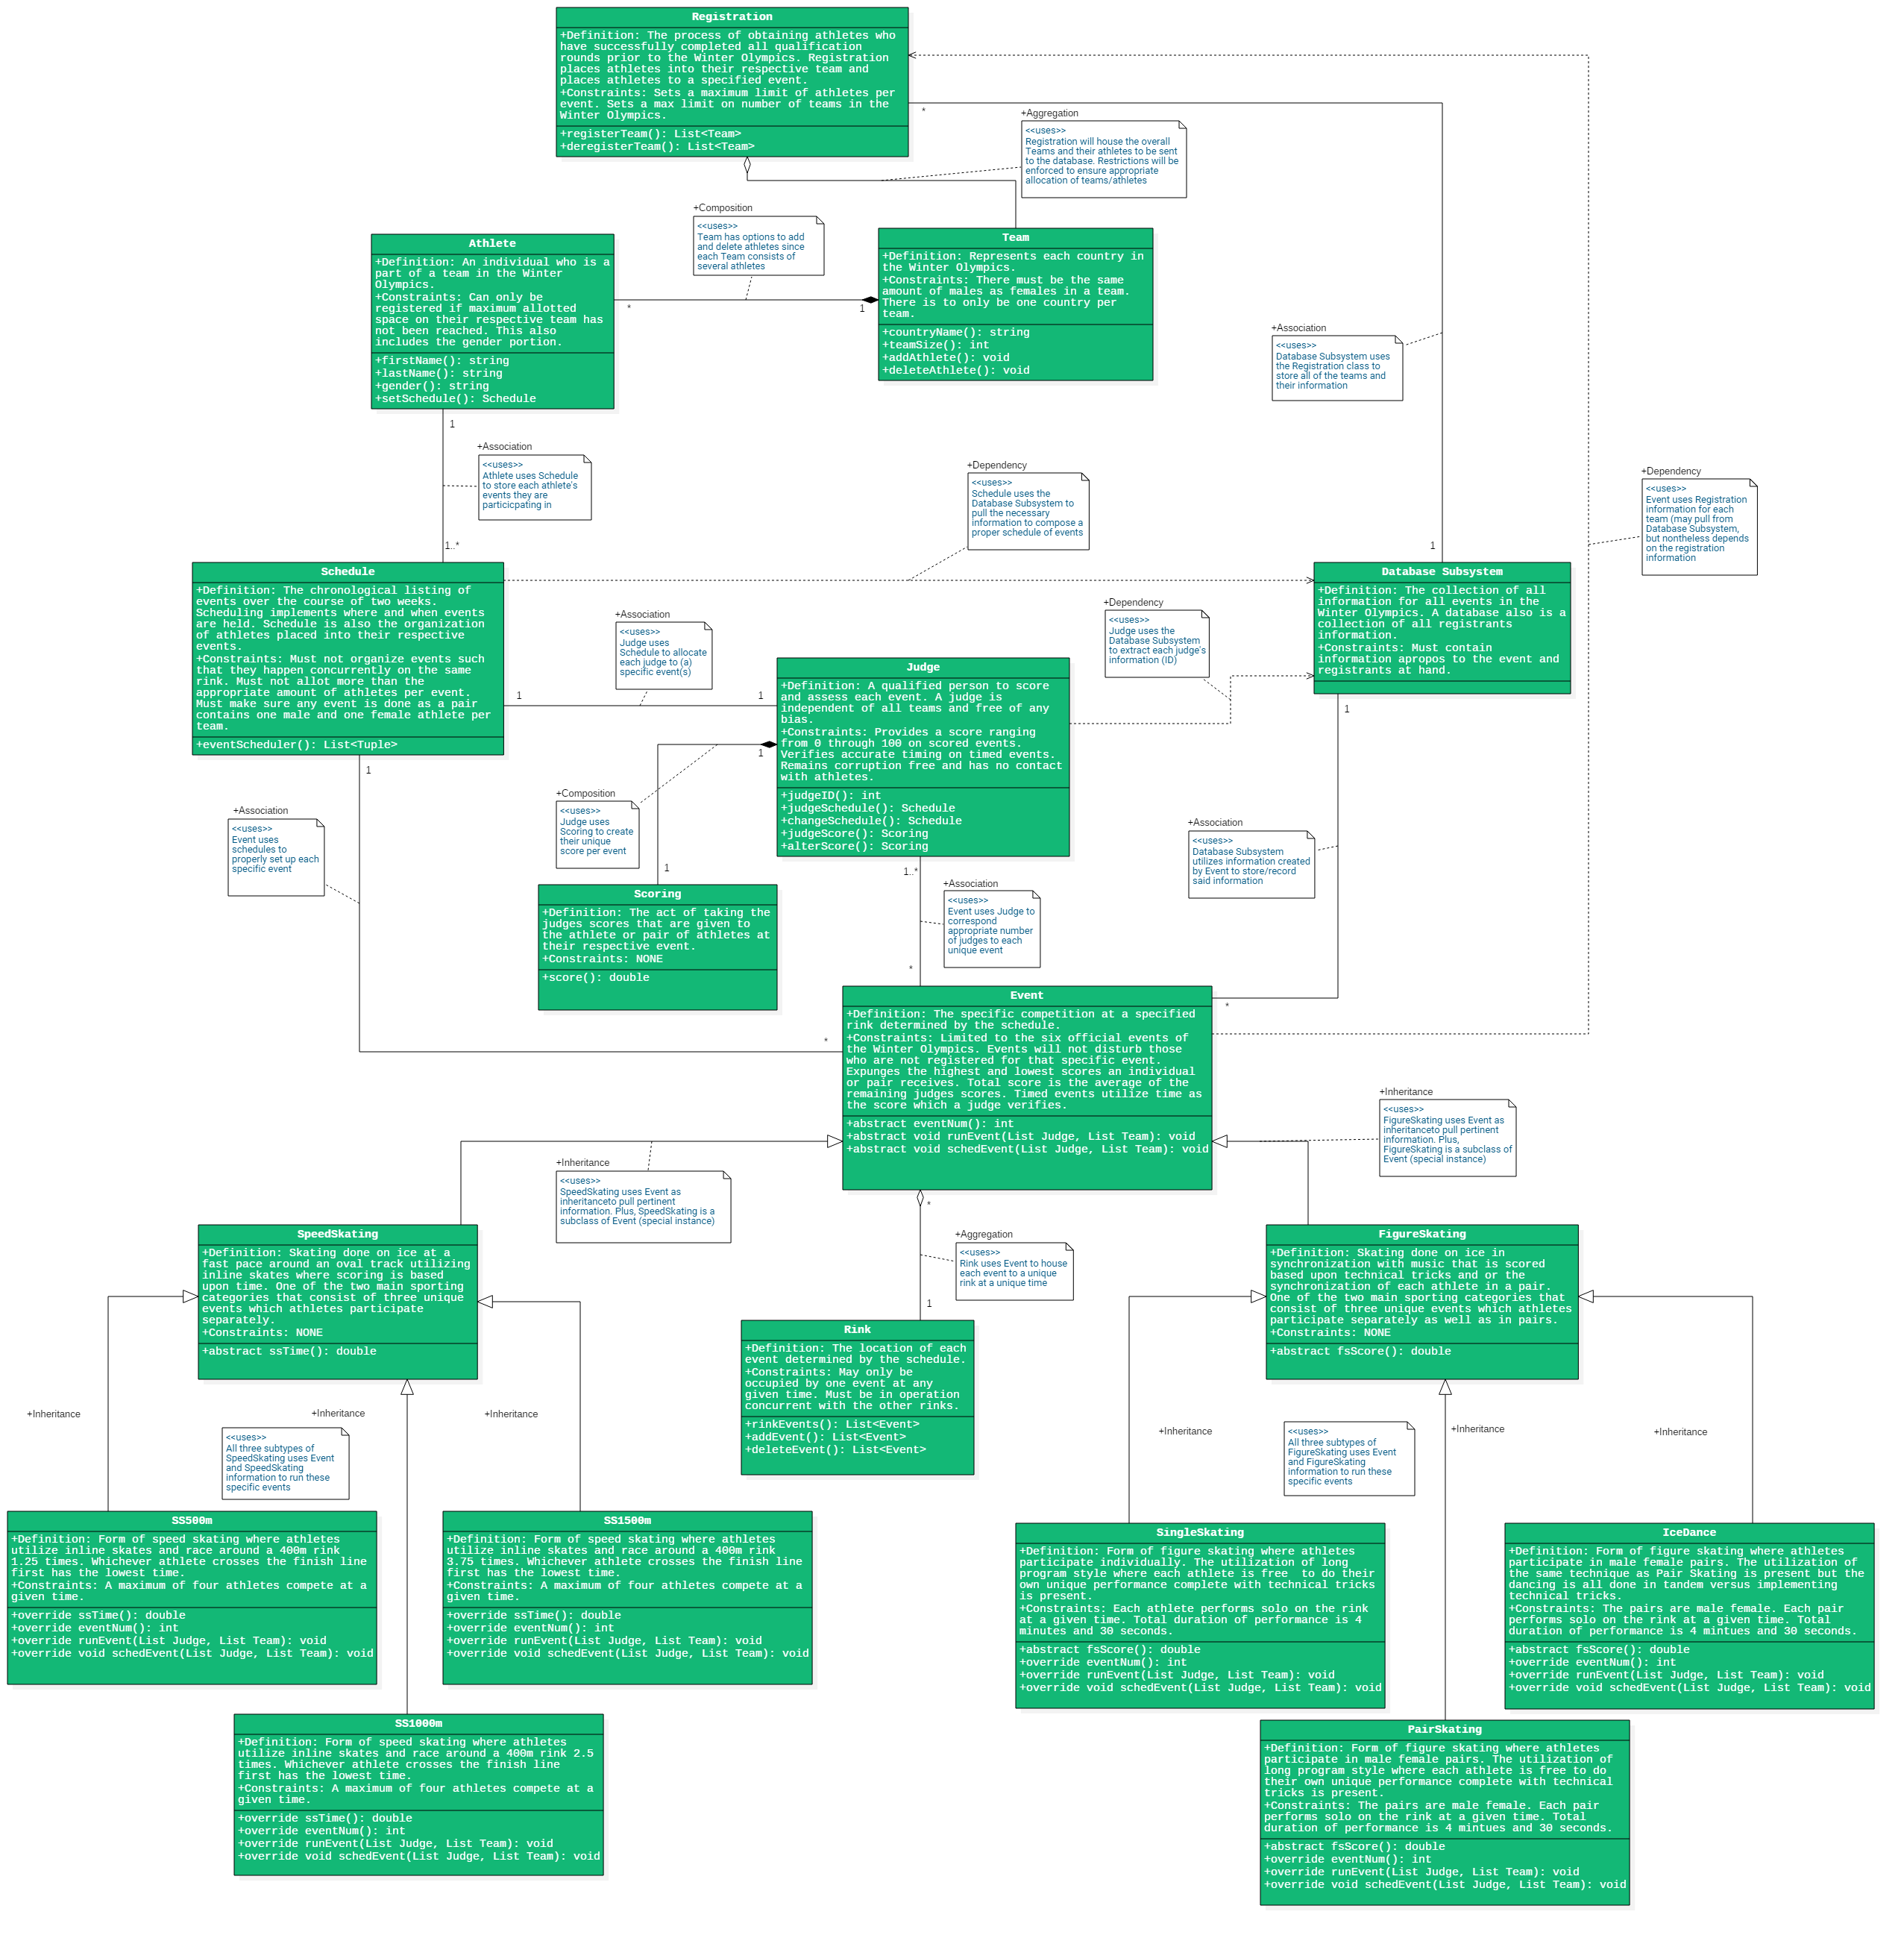 Registration
+Definition: The process of obtaining athletes who
have successfully completed all qualification
rounds prior to the Winter Olympics. Registration
places athletes into their respective team and
places athletes to a specified event.
+Constraints: Sets a maximum limit of athletes per
event. Sets a max limit on number of teams in the
Winter Olympics.
+registerTeam(): List<Team>
+deregisterTeam(): List<Team>
*
+Aggregation
<<uses>>
Registration will house the overall
Teams and their athletes to be sent
to the database. Restrictions will be
enforced to ensure appropriate
allocation of teams/athletes
+Composition
<<uses>>
Team has options to add
and delete athletes since
each Team consists of
several athletes
Athlete
+Definition: An individual who is a
part of a team in the Winter
Olympics.
+Constraints: Can only be
registered if maximum allotted
space on their respective team has
not been reached. This also
includes the gender portion.
+firstName(): string
+lastName(): string
+gender(): string
+setSchedule(): Schedule
*
1
Team
+Definition: Represents each country in
the Winter Olympics.
+Constraints: There must be the same
amount of males as females in a team.
There is to only be one country per
team.
+countryName(): string
+teamSize(): int
+addAthlete(): void
+deleteAthlete(): void
+Association
<<uses>>
Database Subsystem uses
the Registration class to
store all of the teams and
their information
1
+Association
<<uses>>
Athlete uses Schedule
to store each athlete's
events they are
particicpating in
1..*
+Dependency
<<uses>>
Schedule uses the
Database Subsystem to
pull the necessary
information to compose a
proper schedule of events
1
+Dependency
<<uses>>
Event uses Registration
information for each
team (may pull from
Database Subsystem,
but nontheless depends
on the registration
information
Schedule
+Definition: The chronological listing of
events over the course of two weeks.
Scheduling implements where and when events
are held. Schedule is also the organization
of athletes placed into their respective
events.
+Constraints: Must not organize events such
that they happen concurrently on the same
rink. Must not allot more than the
appropriate amount of athletes per event.
Must make sure any event is done as a pair
contains one male and one female athlete per
team.
+eventScheduler(): List<Tuple>
+Association
<<uses>>
Judge uses
Schedule to allocate
each judge to (a)
specific event(s)
1
1
Judge
+Definition: A qualified person to score
and assess each event. A judge is
independent of all teams and free of any
bias.
+Constraints: Provides a score ranging
from 0 through 100 on scored events.
Verifies accurate timing on timed events.
Remains corruption free and has no contact
with athletes.
+judgeID(): int
+judgeSchedule(): Schedule
+changeSchedule(): Schedule
+judgeScore(): Scoring
+alterScore(): Scoring
+Dependency
<<uses>>
Judge uses the
Database Subsystem
to extract each judge's
information (ID)
Database Subsystem
+Definition: The collection of all
information for all events in the
Winter Olympics. A database also is a
collection of all registrants
information.
+Constraints: Must contain
information apropos to the event and
registrants at hand.
1
1
1
+Composition
<<uses>>
Judge uses
Scoring to create
their unique
score per event
1
+Association
<<uses>>
Event uses
schedules to
properly set up each
specific event
Scoring
+Definition: The act of taking the
judges scores that are given to
the athlete or pair of athletes at
their respective event.
+Constraints: NONE
+score(): double
1..*
+Association
<<uses>>
Event uses Judge to
correspond
appropriate number
of judges to each
unique event
*
+Association
<<uses>>
Database Subsystem
utilizes information created
by Event to store/record
said information
*
*
Event
+Definition: The specific competition at a specified
rink determined by the schedule.
+Constraints: Limited to the six official events of
the Winter Olympics. Events will not disturb those
who are not registered for that specific event.
Expunges the highest and lowest scores an individual
or pair receives. Total score is the average of the
remaining judges scores. Timed events utilize time as
the score which a judge verifies.
+abstract eventNum(): int
+abstract void runEvent(List Judge, List Team): void
+abstract void schedEvent(List Judge, List Team): void
+Inheritance
<<uses>>
FigureSkating uses Event as
inheritanceto pull pertinent
information. Plus,
FigureSkating is a subclass of
Event (special instance)
+Inheritance
<<uses>>
SpeedSkating uses Event as
inheritanceto pull pertinent
information. Plus, SpeedSkating is a
subclass of Event (special instance)
*
+Aggregation
<<uses>>
Rink uses Event to house
each event to a unique
rink at a unique time
1
SpeedSkating
+Definition: Skating done on ice at a
fast pace around an oval track utilizing
inline skates where scoring is based
upon time. One of the two main sporting
categories that consist of three unique
events which athletes participate
separately.
+Constraints: NONE
+abstract ssTime(): double
FigureSkating
+Definition: Skating done on ice in
synchronization with music that is scored
based upon technical tricks and or the
synchronization of each athlete in a pair.
One of the two main sporting categories that
consist of three unique events which athletes
participate separately as well as in pairs.
+Constraints: NONE
+abstract fsScore(): double
Rink
+Definition: The location of each
event determined by the schedule.
+Constraints: May only be
occupied by one event at any
given time. Must be in operation
concurrent with the other rinks.
+rinkEvents(): List<Event>
+addEvent(): List<Event>
+deleteEvent(): List<Event>
+Inheritance
+Inheritance
+Inheritance
<<uses>>
All three subtypes of
SpeedSkating uses Event
and SpeedSkating
information to run these
specific events
+Inheritance
+Inheritance
+Inheritance
<<uses>>
All three subtypes of
FigureSkating uses Event
and FigureSkating
information to run these
specific events
SS500m
+Definition: Form of speed skating where athletes
utilize inline skates and race around a 400m rink
1.25 times. Whichever athlete crosses the finish line
first has the lowest time.
+Constraints: A maximum of four athletes compete at a
given time.
+override ssTime(): double
+override eventNum(): int
+override runEvent(List Judge, List Team): void
+override void schedEvent(List Judge, List Team): void
SS1500m
+Definition: Form of speed skating where athletes
utilize inline skates and race around a 400m rink
3.75 times. Whichever athlete crosses the finish line
first has the lowest time.
+Constraints: A maximum of four athletes compete at a
given time.
+override ssTime(): double
+override eventNum(): int
+override runEvent(List Judge, List Team): void
+override void schedEvent(List Judge, List Team): void
SingleSkating
+Definition: Form of figure skating where athletes
participate individually. The utilization of long
program style where each athlete is free  to do their
own unique performance complete with technical tricks
is present.
+Constraints: Each athlete performs solo on the rink
at a given time. Total duration of performance is 4
minutes and 30 seconds.
+abstract fsScore(): double
+override eventNum(): int
+override runEvent(List Judge, List Team): void
+override void schedEvent(List Judge, List Team): void
IceDance
+Definition: Form of figure skating where athletes
participate in male female pairs. The utilization of
the same technique as Pair Skating is present but the
dancing is all done in tandem versus implementing
technical tricks.
+Constraints: The pairs are male female. Each pair
performs solo on the rink at a given time. Total
duration of performance is 4 mintues and 30 seconds.
+abstract fsScore(): double
+override eventNum(): int
+override runEvent(List Judge, List Team): void
+override void schedEvent(List Judge, List Team): void
SS1000m
+Definition: Form of speed skating where athletes
utilize inline skates and race around a 400m rink 2.5
times. Whichever athlete crosses the finish line
first has the lowest time.
+Constraints: A maximum of four athletes compete at a
given time.
+override ssTime(): double
+override eventNum(): int
+override runEvent(List Judge, List Team): void
+override void schedEvent(List Judge, List Team): void
PairSkating
+Definition: Form of figure skating where athletes
participate in male female pairs. The utilization of
long program style where each athlete is free to do
their own unique performance complete with technical
tricks is present.
+Constraints: The pairs are male female. Each pair
performs solo on the rink at a given time. Total
duration of performance is 4 mintues and 30 seconds.
+abstract fsScore(): double
+override eventNum(): int
+override runEvent(List Judge, List Team): void
+override void schedEvent(List Judge, List Team): void